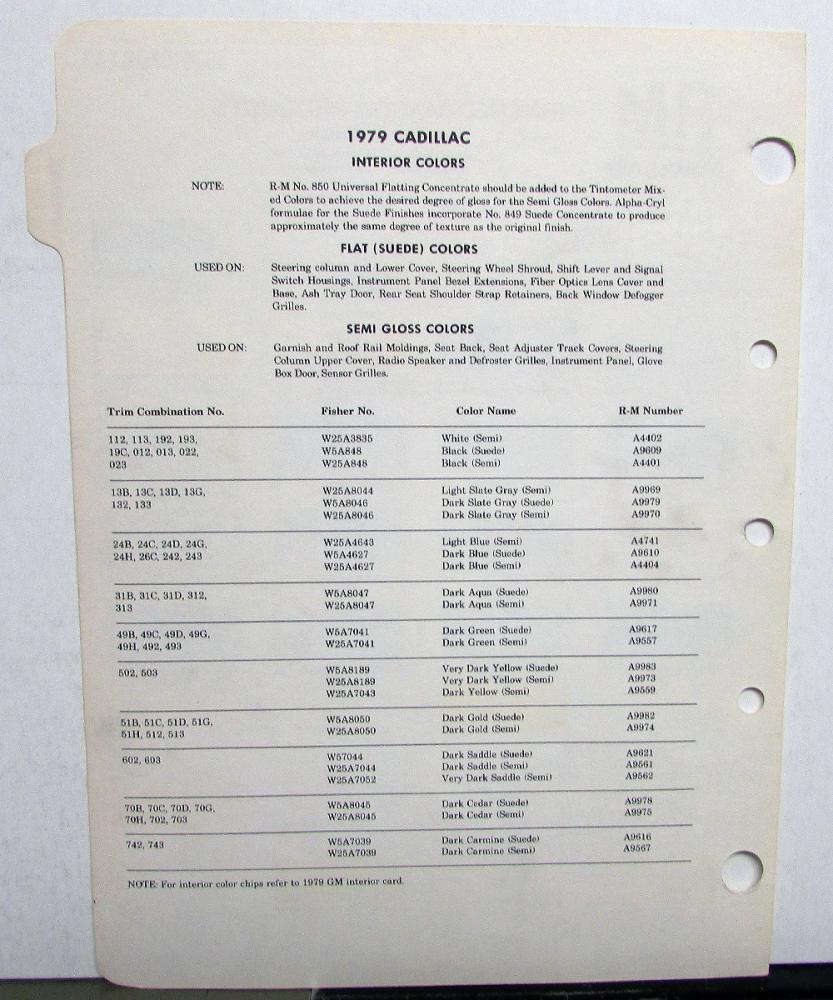 1979 CADILLAC
INTERIOR COLORS
NOTE: R-M No. 850 Universal Flatting Concentrate should be added to the Tintometer Mix-
ed Colors to achieve the desired degree of gloss for the Semi Gloss Colors. Alpha-Cryl
formulae for the Suede Finishes incorporate No. 849 Suede Concentrate to produce
approximately the same degree of texture as the original finish.
FLAT (SUEDE) COLORS
USED ON: Steering column and Lower Cover, Steering Wheel Shroud, Shift Lever and Signal
Switch Housings, Instrument Panel Bezel Extensions, Fiber Optics Lens Cover and
Base, Ash Tray Door, Rear Seat Shoulder Strap Retainers, Back Window Defogger
Grilles.
SEMI GLOSS COLORS
USED ON: Garnish and Roof Rail Moldings, Seat Back, Seat Adjuster Track Covers, Steering
Column Upper Cover, Radio Speaker and Defroster Grilles, Instrument Panel, Glove
Box Door, Sensor Grilles.
Trim Combination No. Fisher No. Color Name R-M Number
112, 113, 192, 193, W25A3835 White (Semi) A4402
19C, 012, 013, 022, W5A848 Black (Suede) A9609
023 W25A848 Black (Semi) A4401
13B, 13C, 13D, 13G, W25A8044 Light Slate Gray (Semi) A9969
132, 133 W5A8046 Dark Slate Gray (Suede) A9979
W25A8046 Dark Slate Gray (Semi) A9970
24B, 24C, 24D, 24G, W25A4643 Light Blue (Semi) A4741
24H, 26C, 242, 243 W5A4627 Dark Blue (Suede) A9610
W25A4627 Dark Blue (Semi) A4404
31B, 31C, 31D, 312, W5A8047 Dark Aqua (Suede) A9980
313 W25A8047 Dark Aqua (Semi) A9971
49B, 49C, 49D, 49G, W5A7041 Dark Green (Suede) A9617
49H, 492, 493 W25A7041 Dark Green (Semi) A9557
502, 503 W5A8189 Very Dark Yellow (Suede) A9983
W25A8189 Very Dark Yellow (Semi) A9973
W25A7043 Dark Yellow (Semi) A9559
51B, 51C, 51D, 51G, W5A8050 Dark Gold (Suede) A9982
51H, 512, 513 W25A8050 Dark Gold (Semi) A9974
602, 603 W57044 Dark Saddle (Suede) A9621
W25A7044 Dark Saddle (Semi) A9561
W25A7052 Very Dark Saddle (Semi) A9562
70B, 70C, 70D, 70G, W5A8045 Dark Cedar (Suede) A9978
70H, 702, 703 W25A8045 Dark Cedar (Semi) A9975
742, 743 W5A7039 Dark Carmine (Suede) A9616
W25A7039 Dark Carmine (Semi) A9567
NOTE: For interior color chips refer to 1979 GM interior card.